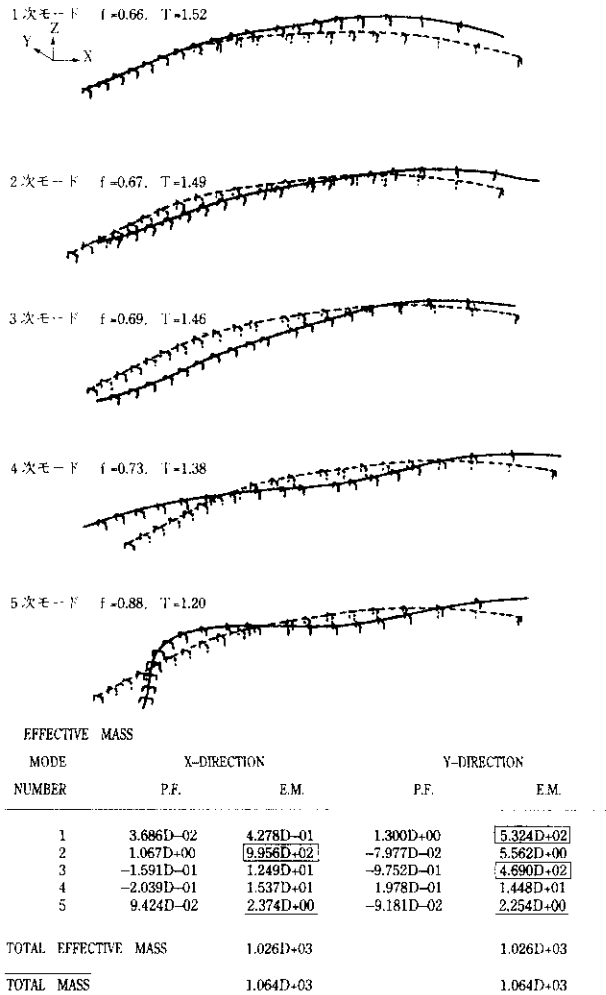 1次モード f=0.66, T=1.52
Z
Y
X
2次モード f=0.67, T=1.49
3次モード f=0.69, T=1.46
4次モード f=0.73, T=1.38
5次モード f=0.88, T=1.20
EFFECTIVE MASS
MODE X-DIRECTION Y-DIRECTION
NUMBER P.F. E.M. P.F. E.M.
1 3.686D-02 4.278D-01 1.300D+00 5.324D+02
2 1.067D+00 9.956D+02 -7.977D-02 5.562D+00
3 -1.591D-01 1.249D+01 -9.752D-01 4.690D+02
4 -2.039D-01 1.537D+01 1.978D-01 1.448D+01
5 9.424D-02 2.374D+00 -9.181D-02 2.254D+00
TOTAL EFFECTIVE MASS 1.026D+03 1.026D+03
TOTAL MASS 1.064D+03 1.064D+03